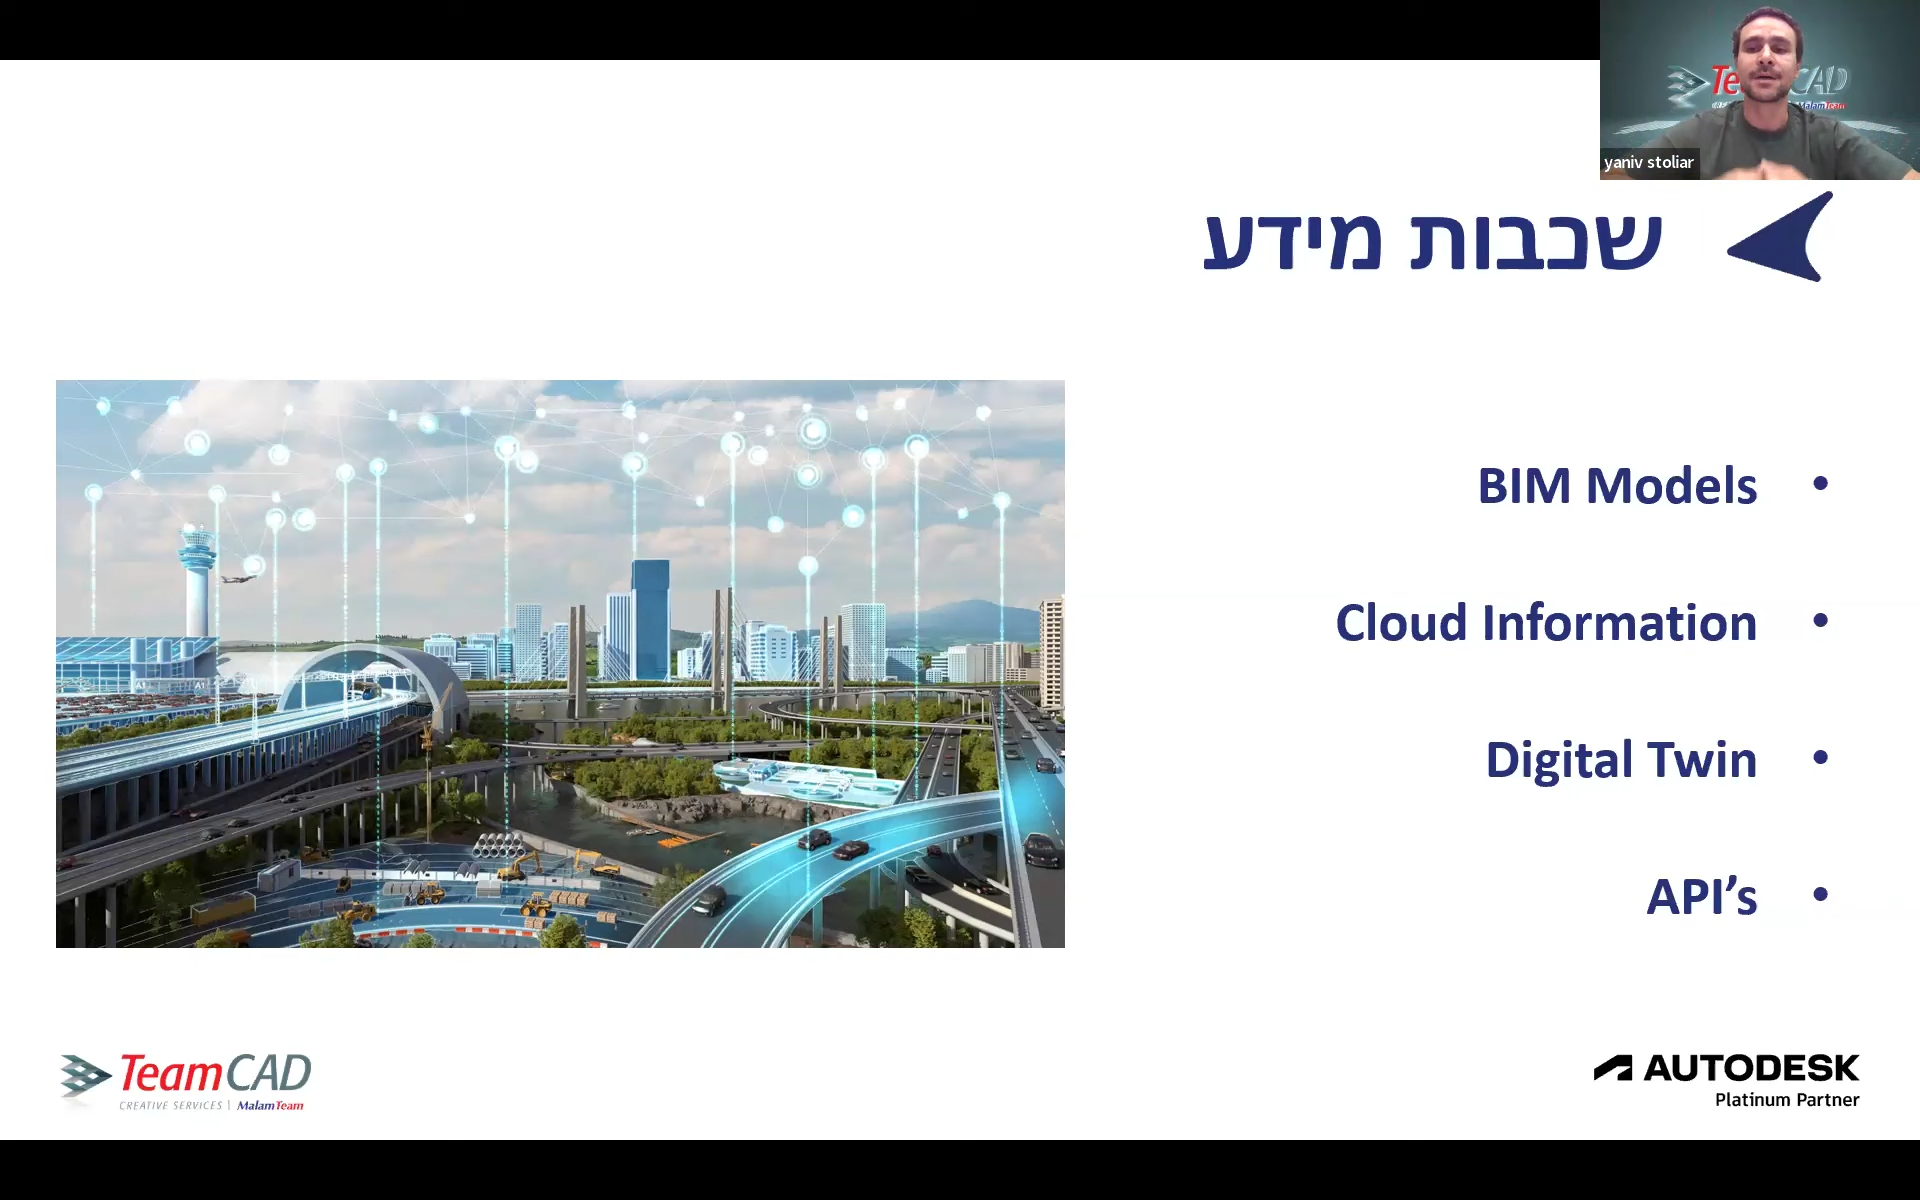 yaniv stoliar
שכבות מידע
BIM Models
Cloud Information
Digital Twin
API’s
TeamCAD
CREATIVE SERVICES | MalamTeam
AUTODESK
Platinum Partner